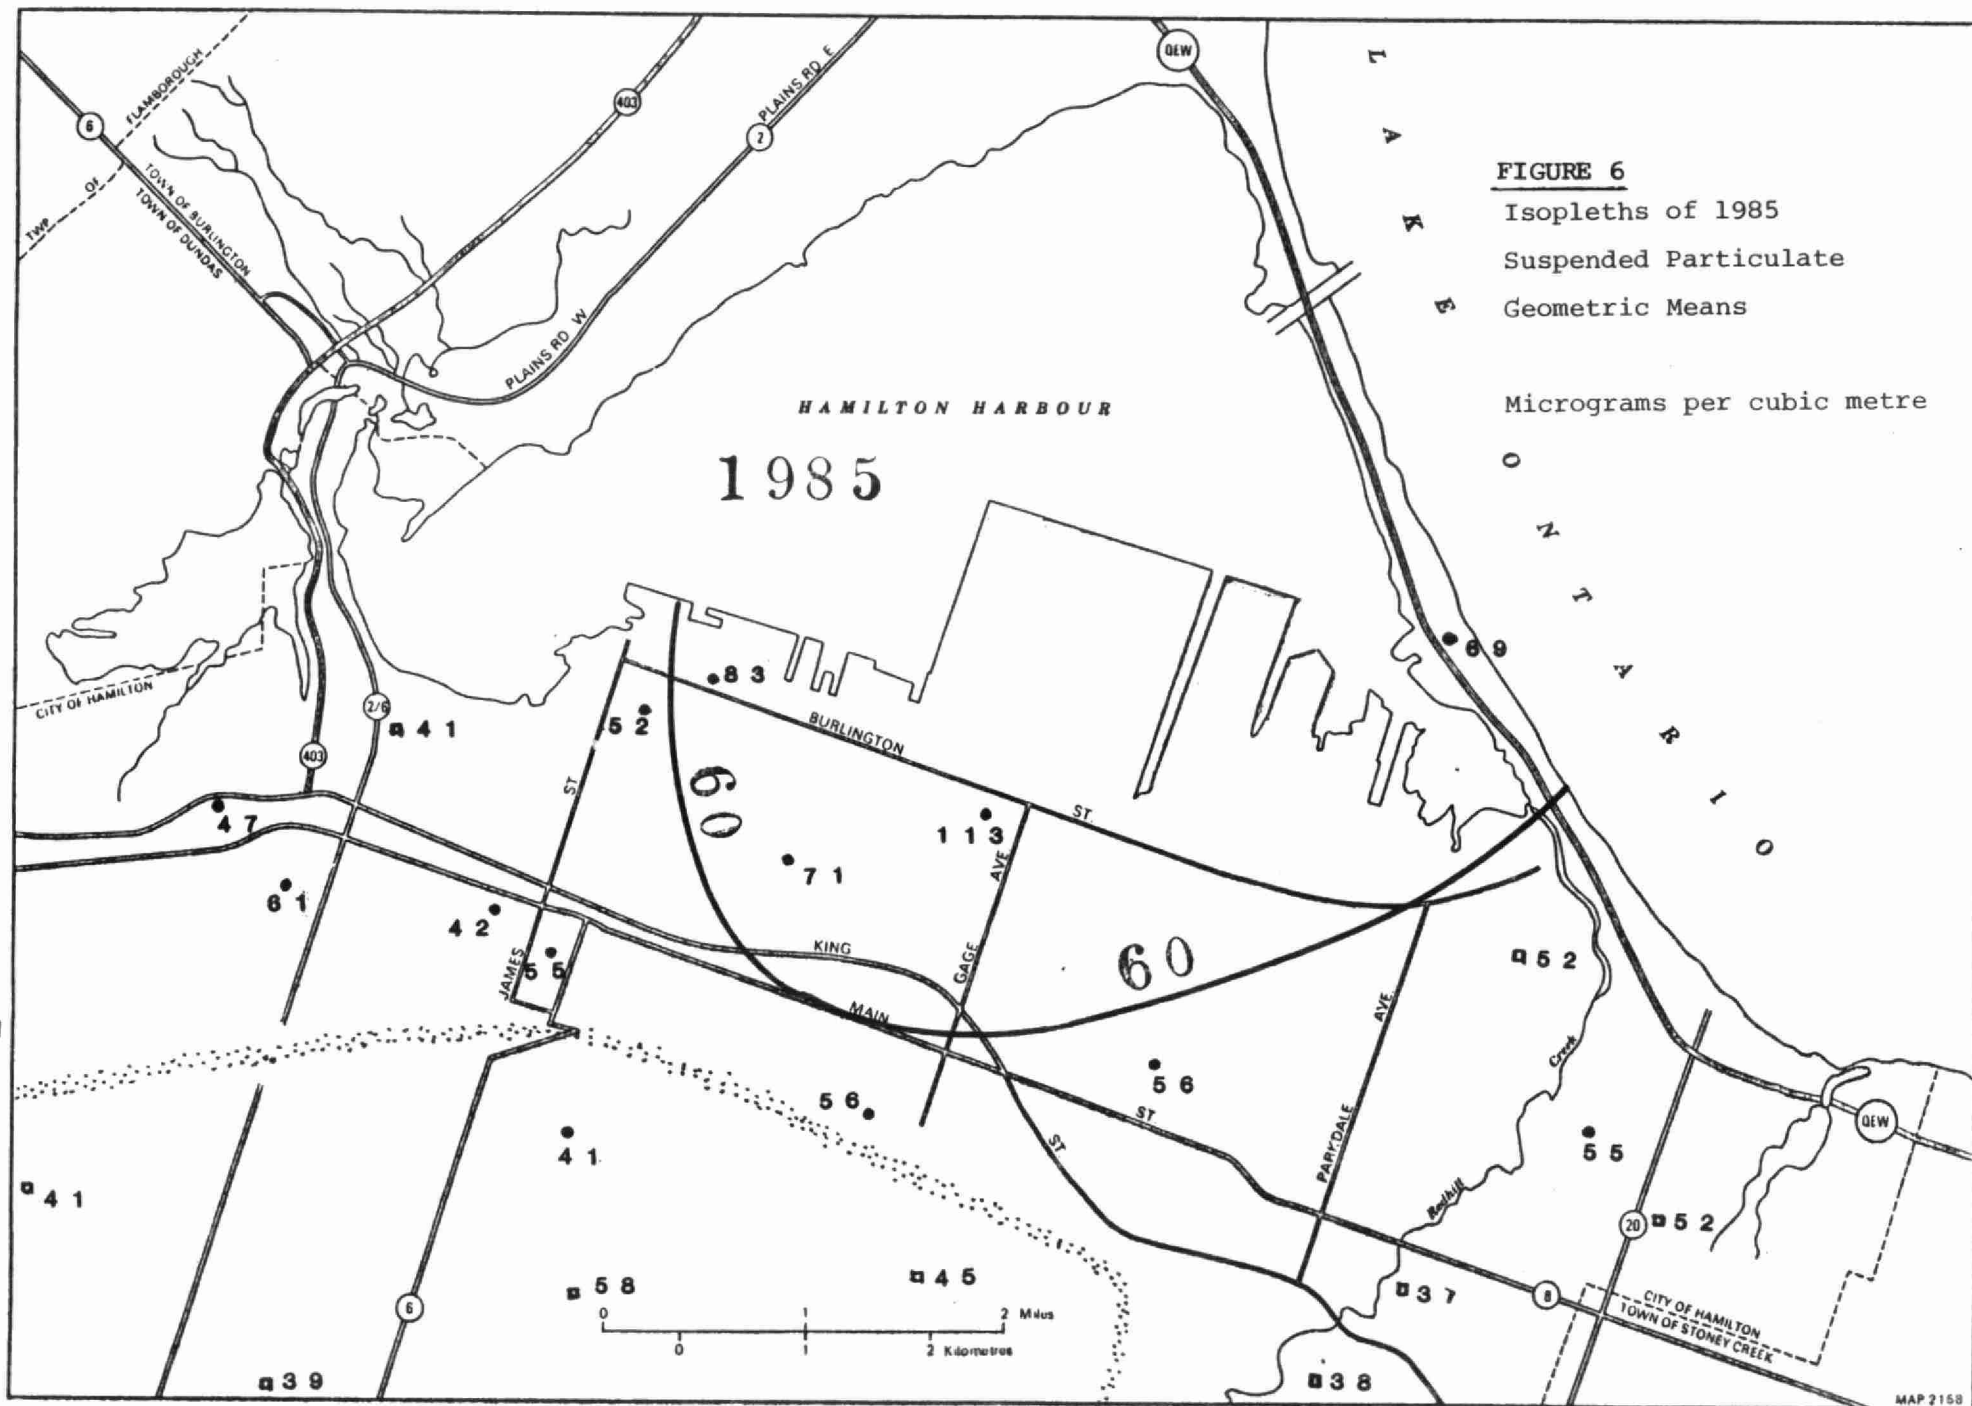 FIGURE 6
Isopleths of 1985
Suspended Particulate
Geometric Means
Micrograms per cubic metre
LAKE ONTARIO
HAMILTON HARBOUR
1985
QEW
403
PLAINS RD E
2
6
TWP OF FLAMBOROUGH
TOWN OF BURLINGTON
TOWN OF DUNDAS
PLAINS RD W
CITY OF HAMILTON
2/6
403
41
47
61
42
55
52
83
71
113
69
60
60
BURLINGTON ST.
JAMES ST
KING ST
MAIN ST
GAGE AVE
PARKDALE AVE.
Redhill Creek
52
56
56
55
52
41
41
58
45
37
38
39
6
20
8
QEW
CITY OF HAMILTON
TOWN OF STONEY CREEK
0 1 2 Miles
0 1 2 Kilometres
MAP 2158